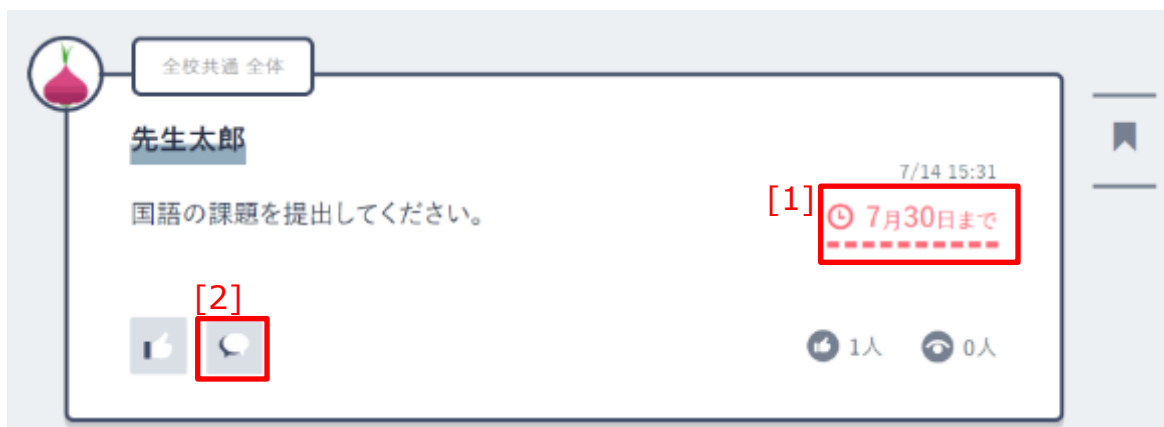 全校共通 全体
先生太郎
7/14 15:31
国語の課題を提出してください。
[1]
7月30日まで
[2]
1人
0人